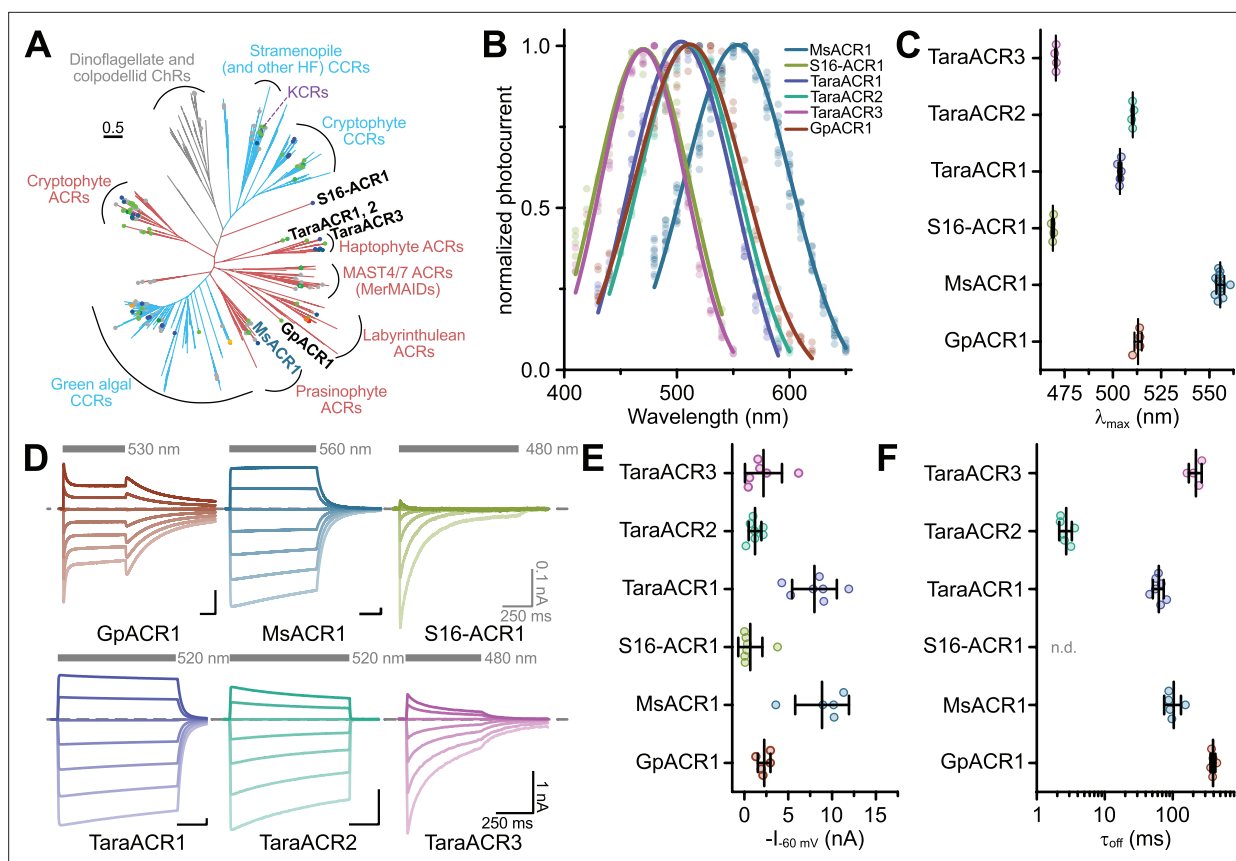 A
Dinoflagellate and
colpodellid ChRs
Stramenopile
(and other HF) CCRs
KCRs
0.5
Cryptophyte
CCRs
Cryptophyte
ACRs
S16-ACR1
TaraACR1, 2
TaraACR3
Haptophyte ACRs
MAST4/7 ACRs
(MerMAIDs)
GpACR1
MsACR1
Labyrinthulean
ACRs
Green algal
CCRs
Prasinophyte
ACRs
B
normalized photocurrent
1.0
0.5
0.0
MsACR1
S16-ACR1
TaraACR1
TaraACR2
TaraACR3
GpACR1
400 500 600
Wavelength (nm)
C
TaraACR3
TaraACR2
TaraACR1
S16-ACR1
MsACR1
GpACR1
475 500 525 550
λmax (nm)
D
530 nm 560 nm 480 nm
0.1 nA
250 ms
GpACR1 MsACR1 S16-ACR1
520 nm 520 nm 480 nm
1 nA
250 ms
TaraACR1 TaraACR2 TaraACR3
E
TaraACR3
TaraACR2
TaraACR1
S16-ACR1
MsACR1
GpACR1
0 5 10 15
-I-60 mV (nA)
F
TaraACR3
TaraACR2
TaraACR1
S16-ACR1
n.d.
MsACR1
GpACR1
1 10 100
τoff (ms)